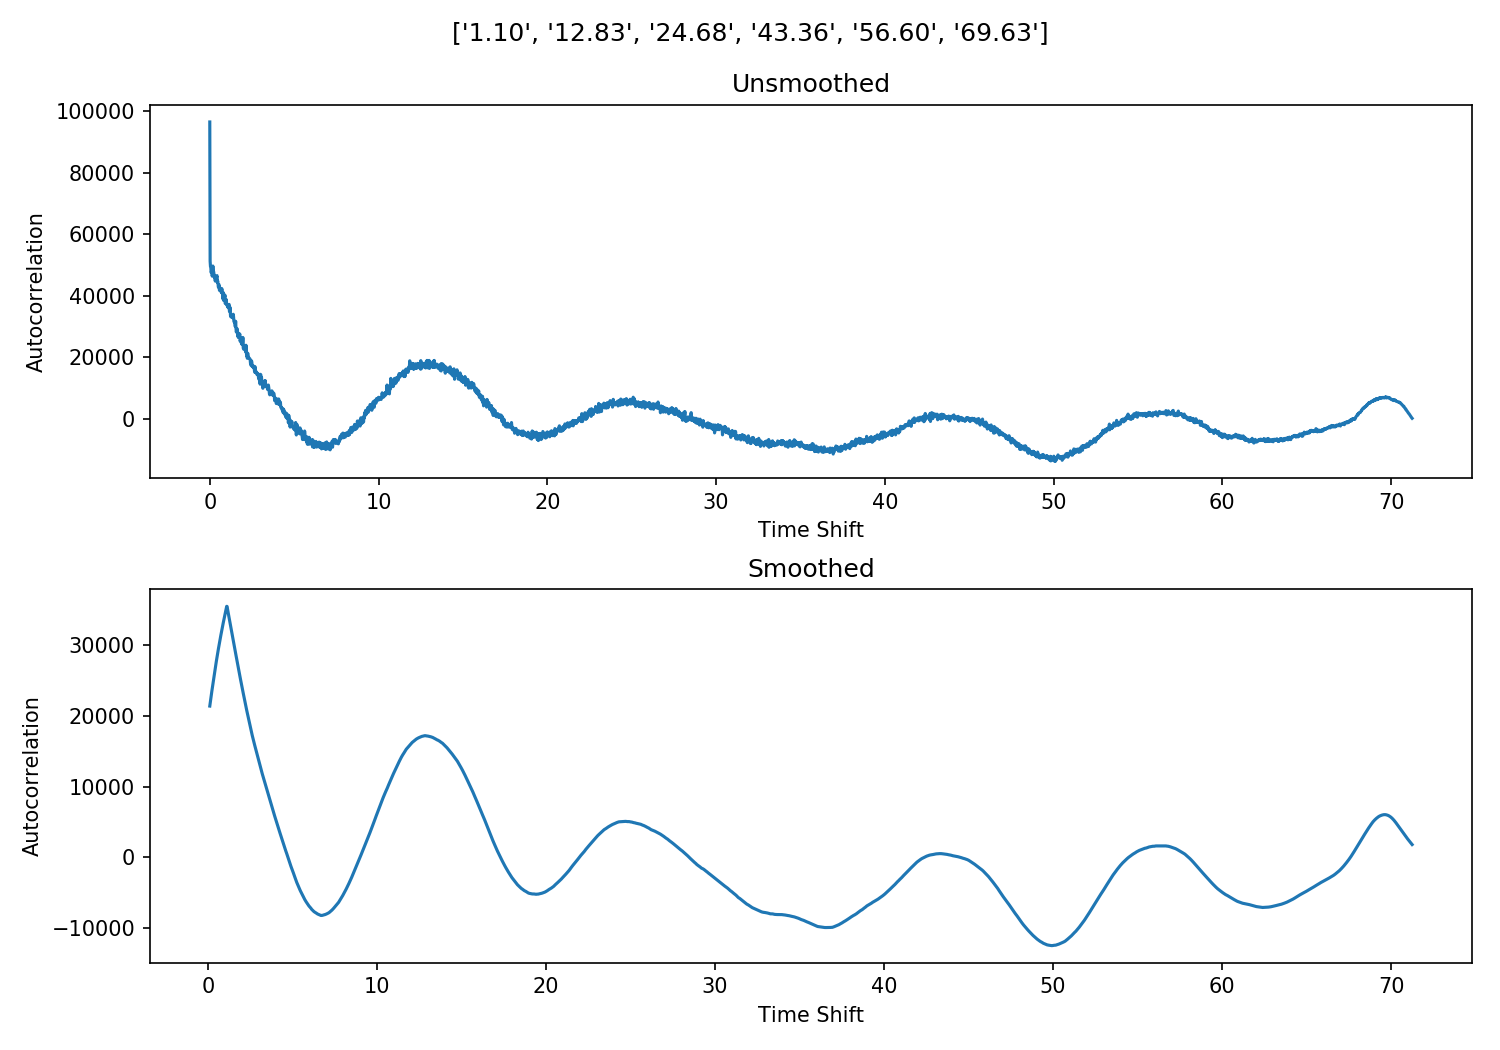 ['1.10', '12.83', '24.68', '43.36', '56.60', '69.63']
Unsmoothed
Autocorrelation
100000
80000
60000
40000
20000
0
0 10 20 30 40 50 60 70
Time Shift
Smoothed
Autocorrelation
30000
20000
10000
0
−10000
0 10 20 30 40 50 60 70
Time Shift